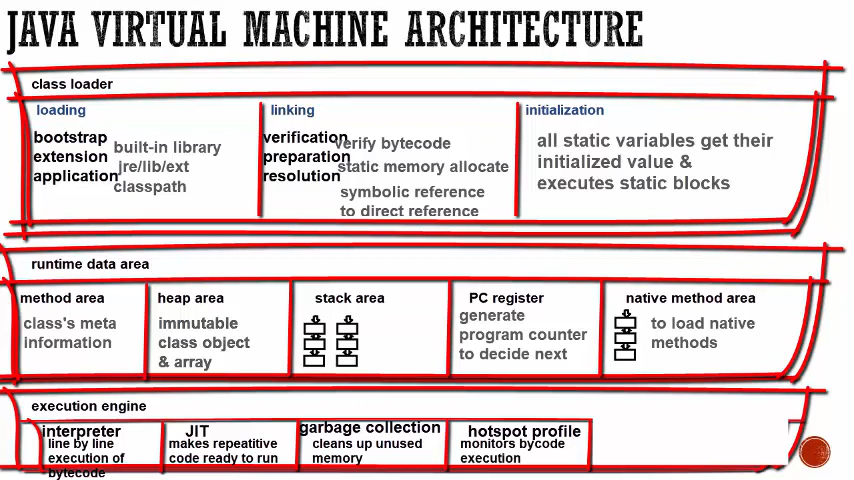 JAVA VIRTUAL MACHINE ARCHITECTURE
class loader
loading
bootstrap
extension
application
built-in library
jre/lib/ext
classpath
linking
verification
preparation
resolution
verify bytecode
static memory allocate
symbolic reference
to direct reference
initialization
all static variables get their
initialized value &
executes static blocks
runtime data area
method area
class's meta
information
heap area
immutable
class object
& array
stack area
PC register
generate
program counter
to decide next
native method area
to load native
methods
execution engine
interpreter
line by line
execution of
bytecode
JIT
makes repeatitive
code ready to run
garbage collection
cleans up unused
memory
hotspot profile
monitors bycode
execution